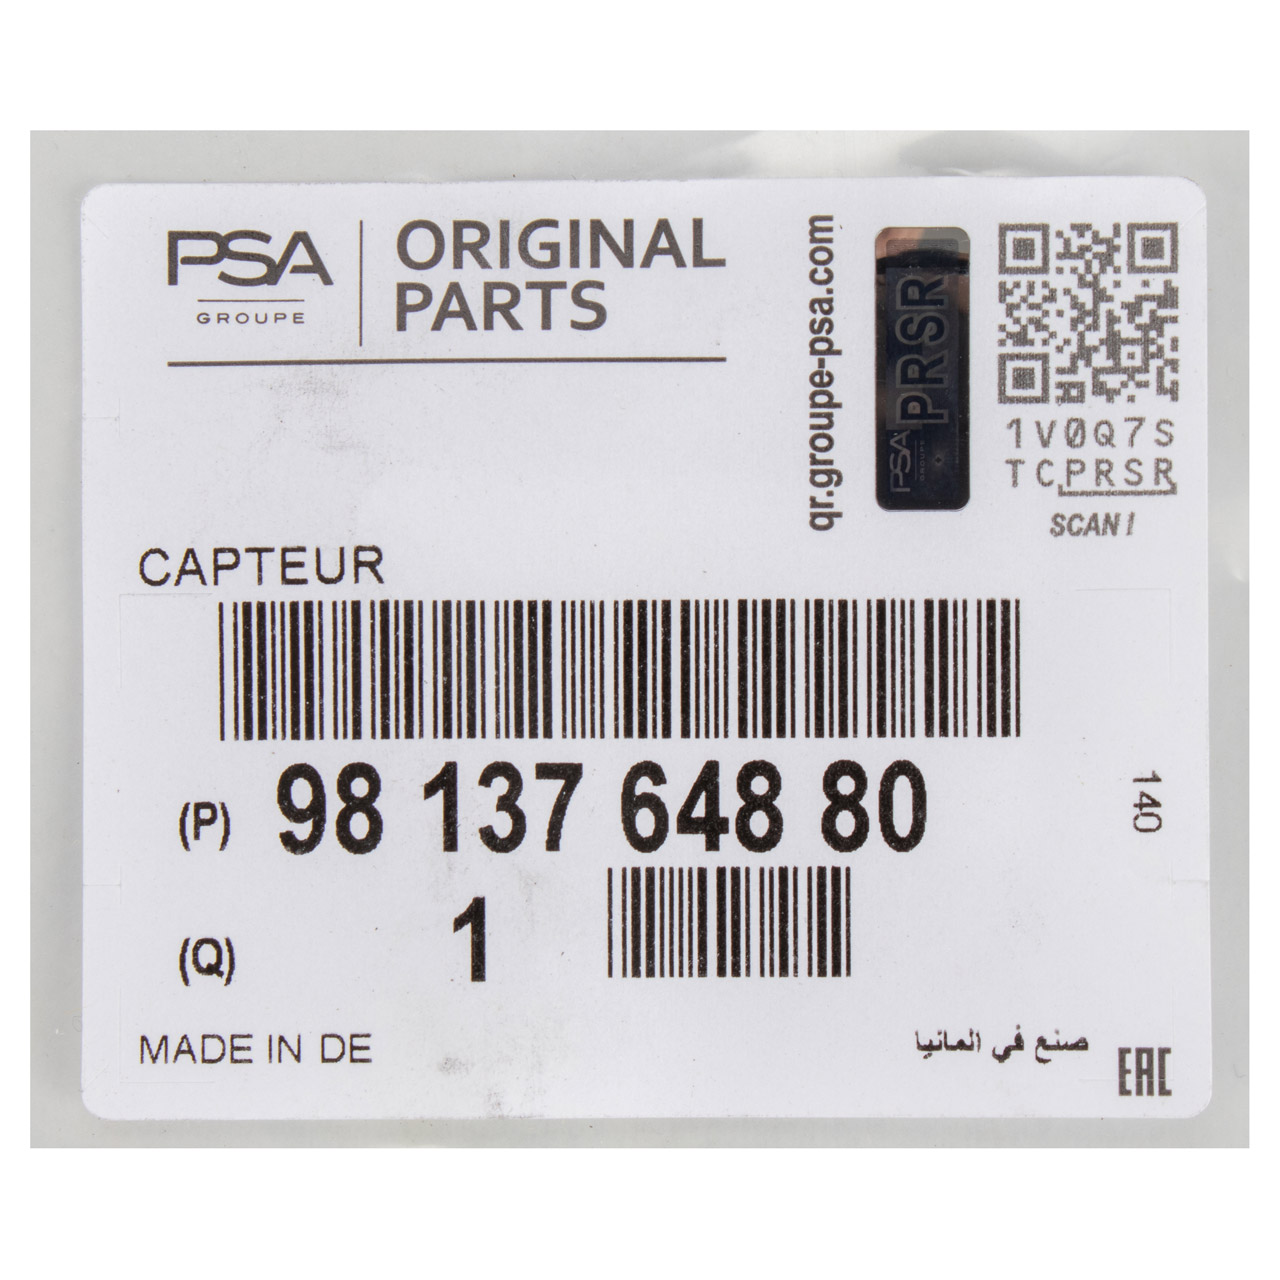 PSA
GROUPE
ORIGINAL
PARTS
qr.groupe-psa.com
PRSR
PSA
GROUPE
1V0Q7S
TCPRSR
SCAN !
CAPTEUR
(P) 98 137 648 80
140
(Q) 1
MADE IN DE
صنع في المانيا
EAC